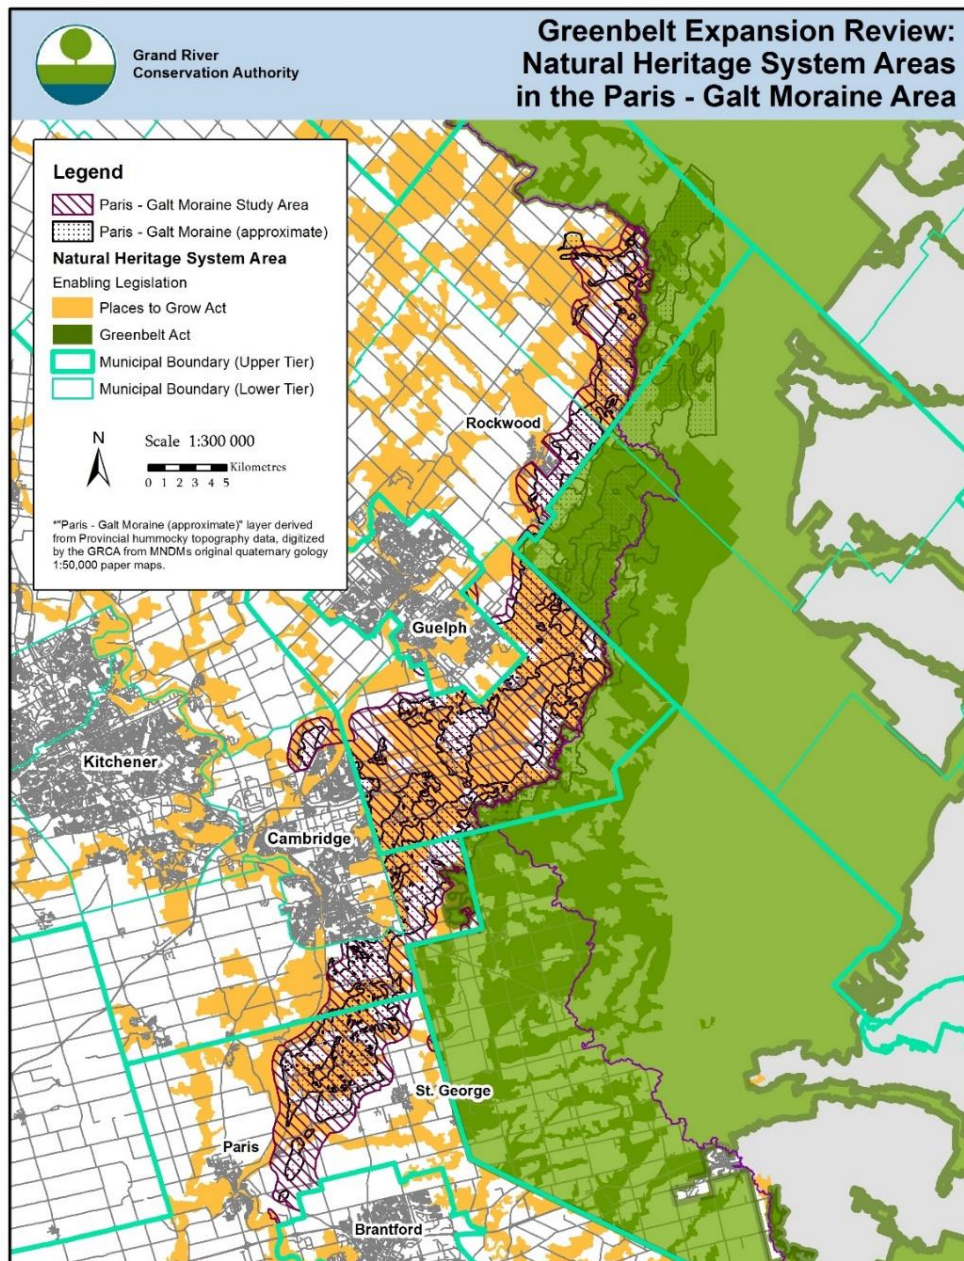 Grand River
Conservation Authority
Greenbelt Expansion Review:
Natural Heritage System Areas
in the Paris - Galt Moraine Area
Legend
Paris - Galt Moraine Study Area
Paris - Galt Moraine (approximate)
Natural Heritage System Area
Enabling Legislation
Places to Grow Act
Greenbelt Act
Municipal Boundary (Upper Tier)
Municipal Boundary (Lower Tier)
N
Scale 1:300 000
Kilometres
0 1 2 3 4 5
*"Paris - Galt Moraine (approximate)" layer derived
from Provincial hummocky topography data, digitized
by the GRCA from MNDMs original quaternary gology
1:50,000 paper maps.
Rockwood
Guelph
Kitchener
Cambridge
St. George
Paris
Brantford